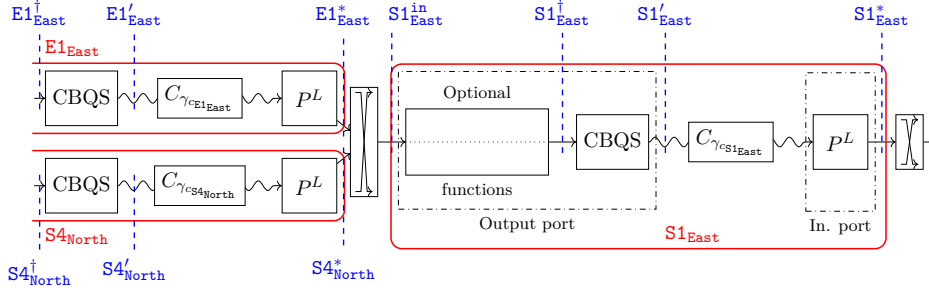 E1†East E1′East E1*East S1inEast S1†East S1′East S1*East
E1East
CBQS CγcE1East PL
Optional
functions
CBQS CγcS1East PL
Output port
In. port
S1East
CBQS CγcS4North PL
S4North
S4†North S4′North S4*North